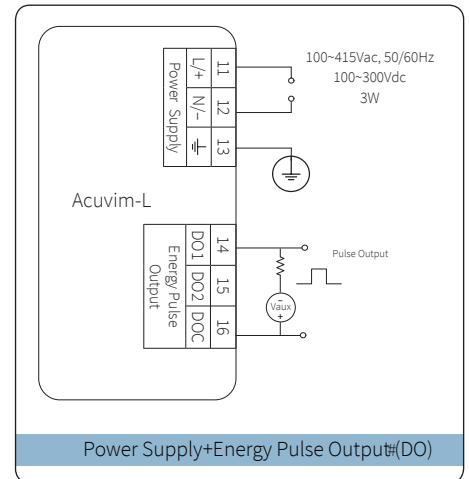 100~415Vac, 50/60Hz
100~300Vdc
3W
Power Supply
L/+ 11
N/- 12
13
Acuvim-L
Energy Pulse
Output
DO1 14
DO2 15
DOC 16
Pulse Output
-
Vaux
+
Power Supply+Energy Pulse Output#(DO)